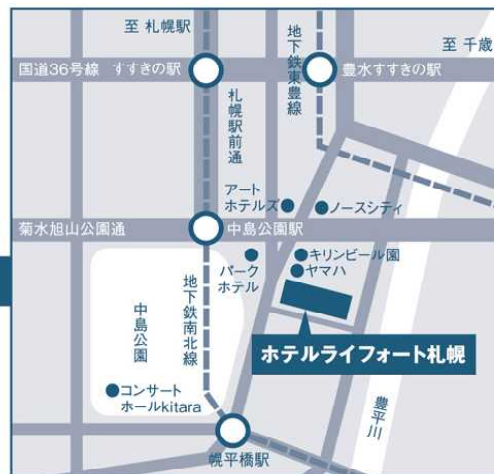 至 札幌駅
至 千歳
国道36号線
すすきの駅
豊水すすきの駅
地下鉄東豊線
札幌駅前通
アート
ホテルズ
ノースシティ
菊水旭山公園通
中島公園駅
パーク
ホテル
キリンビール園
ヤマハ
地下鉄南北線
中島公園
ホテルライフォート札幌
コンサート
ホールkitara
豊平川
幌平橋駅